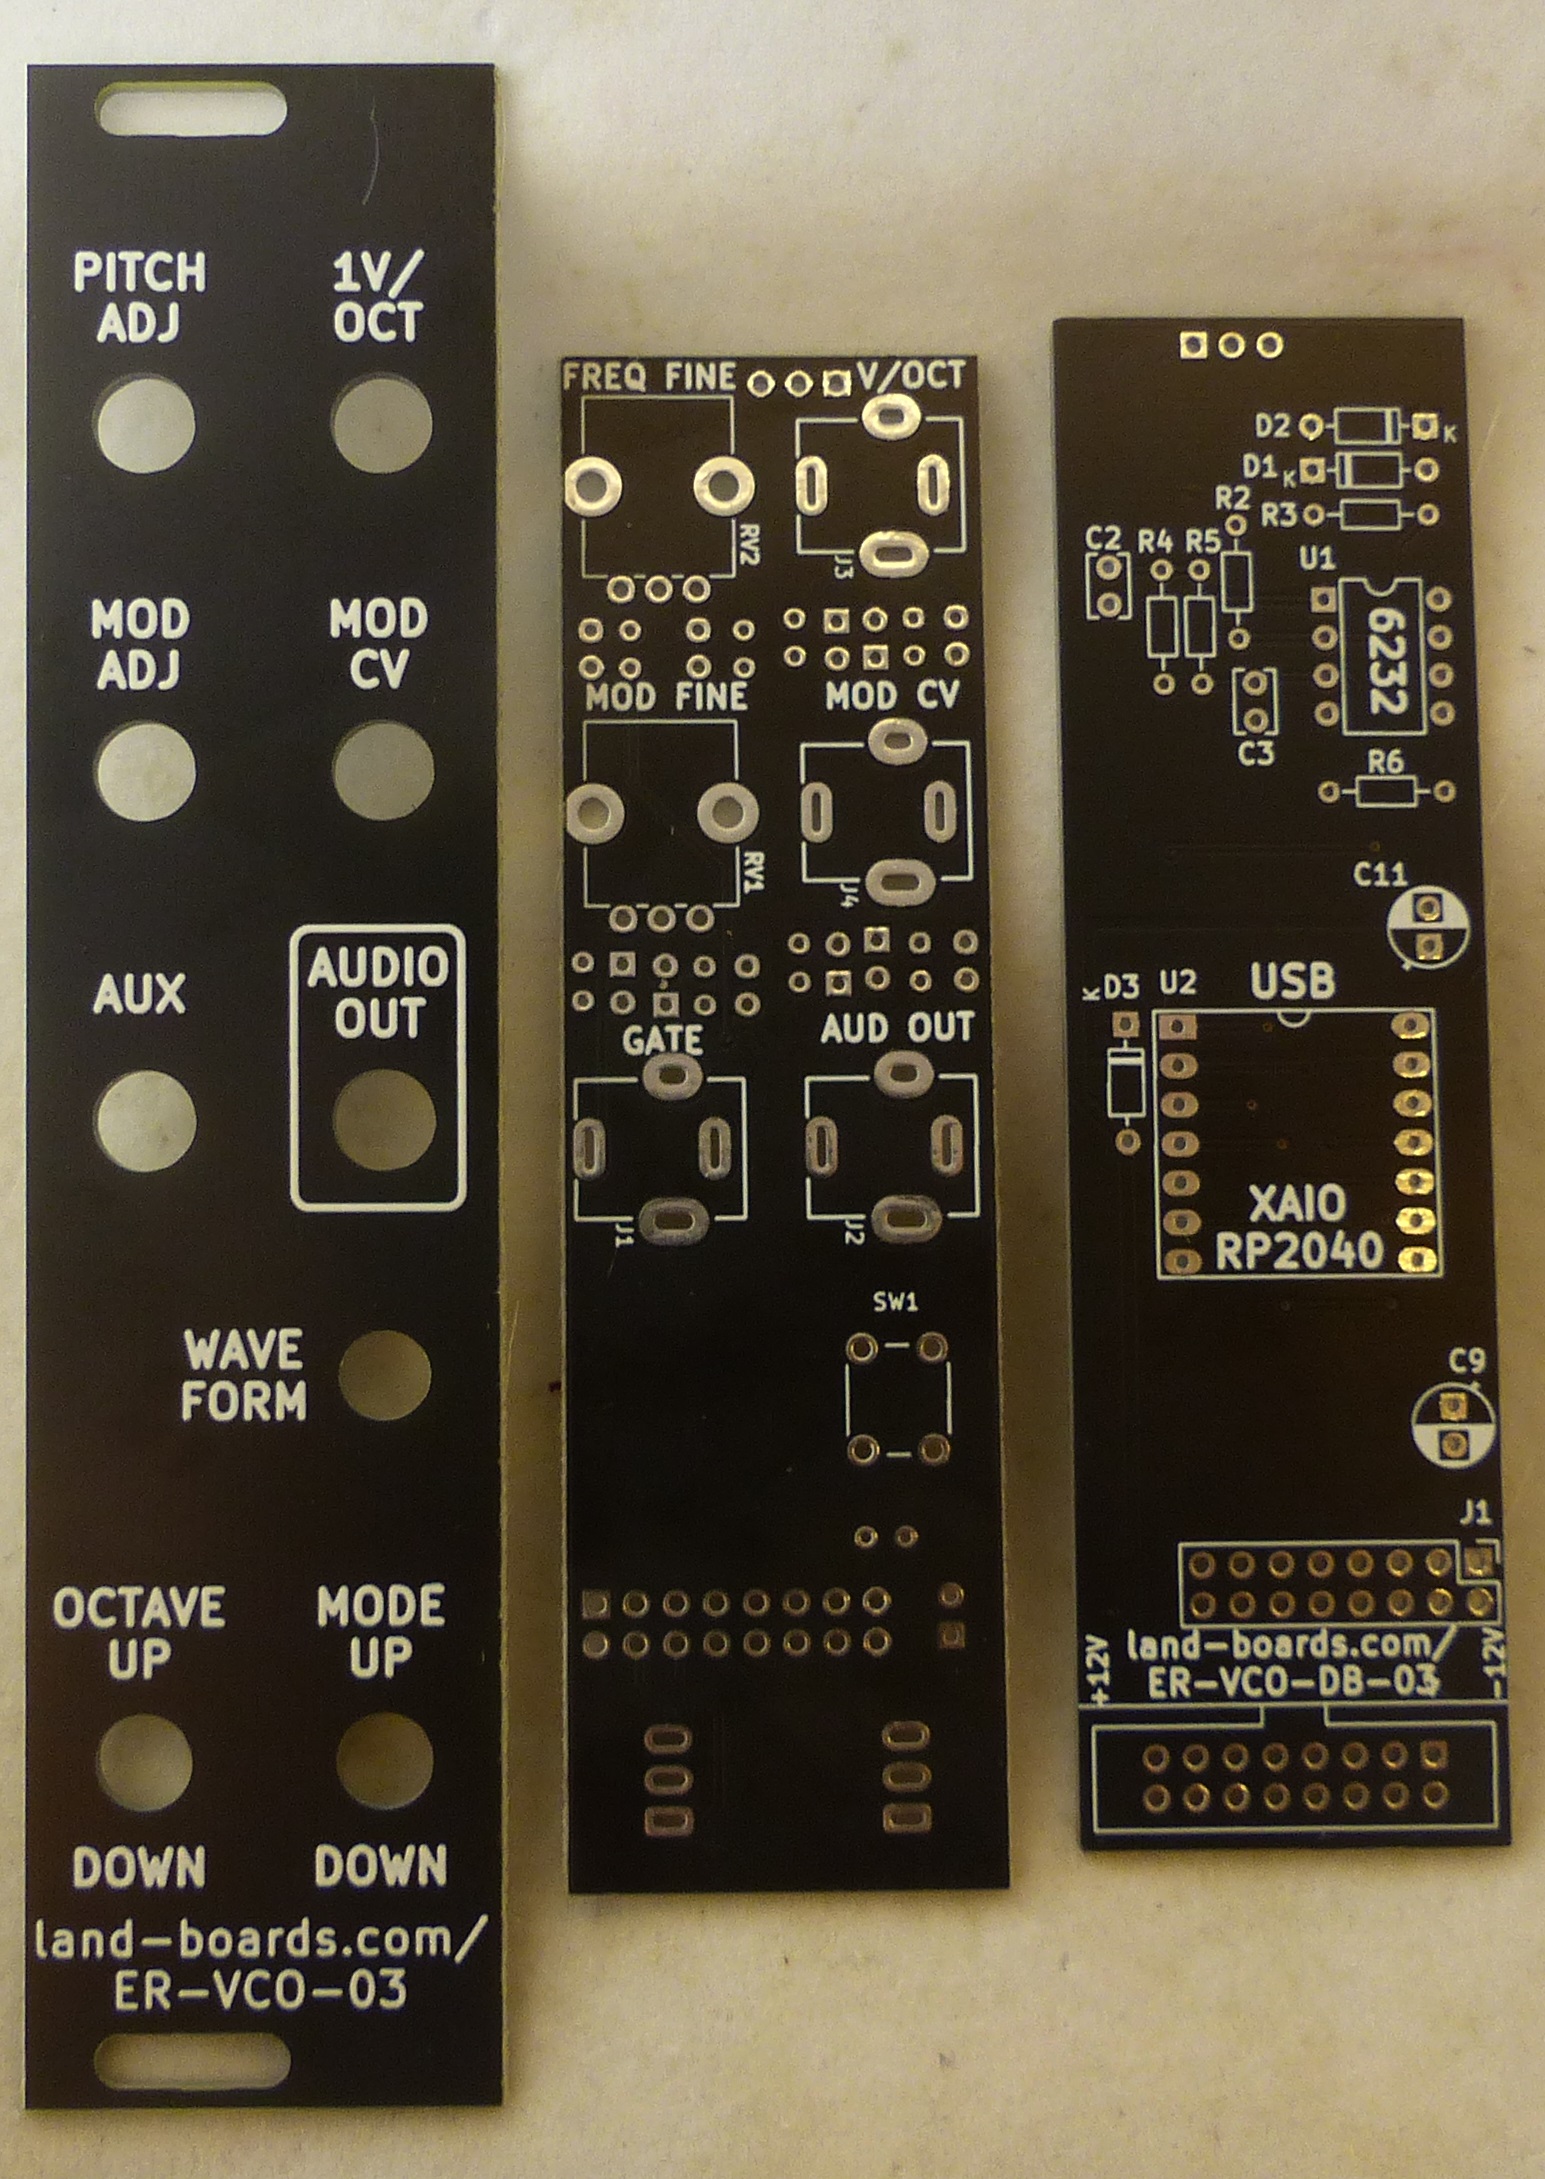 PITCH
ADJ
1V/
OCT
MOD
ADJ
MOD
CV
AUX
AUDIO
OUT
WAVE
FORM
OCTAVE
UP
MODE
UP
DOWN
DOWN
land-boards.com/
ER-VCO-03
FREQ FINE
V/OCT
RV2
J3
MOD FINE
MOD CV
RV1
J4
GATE
AUD OUT
J1
J2
SW1
D2
K
D1
K
R2
R3
C2
R4
R5
U1
6232
C3
R6
C11
K
D3
U2
USB
XAIO
RP2040
C9
J1
+12V
land-boards.com/
ER-VCO-DB-03
-12V